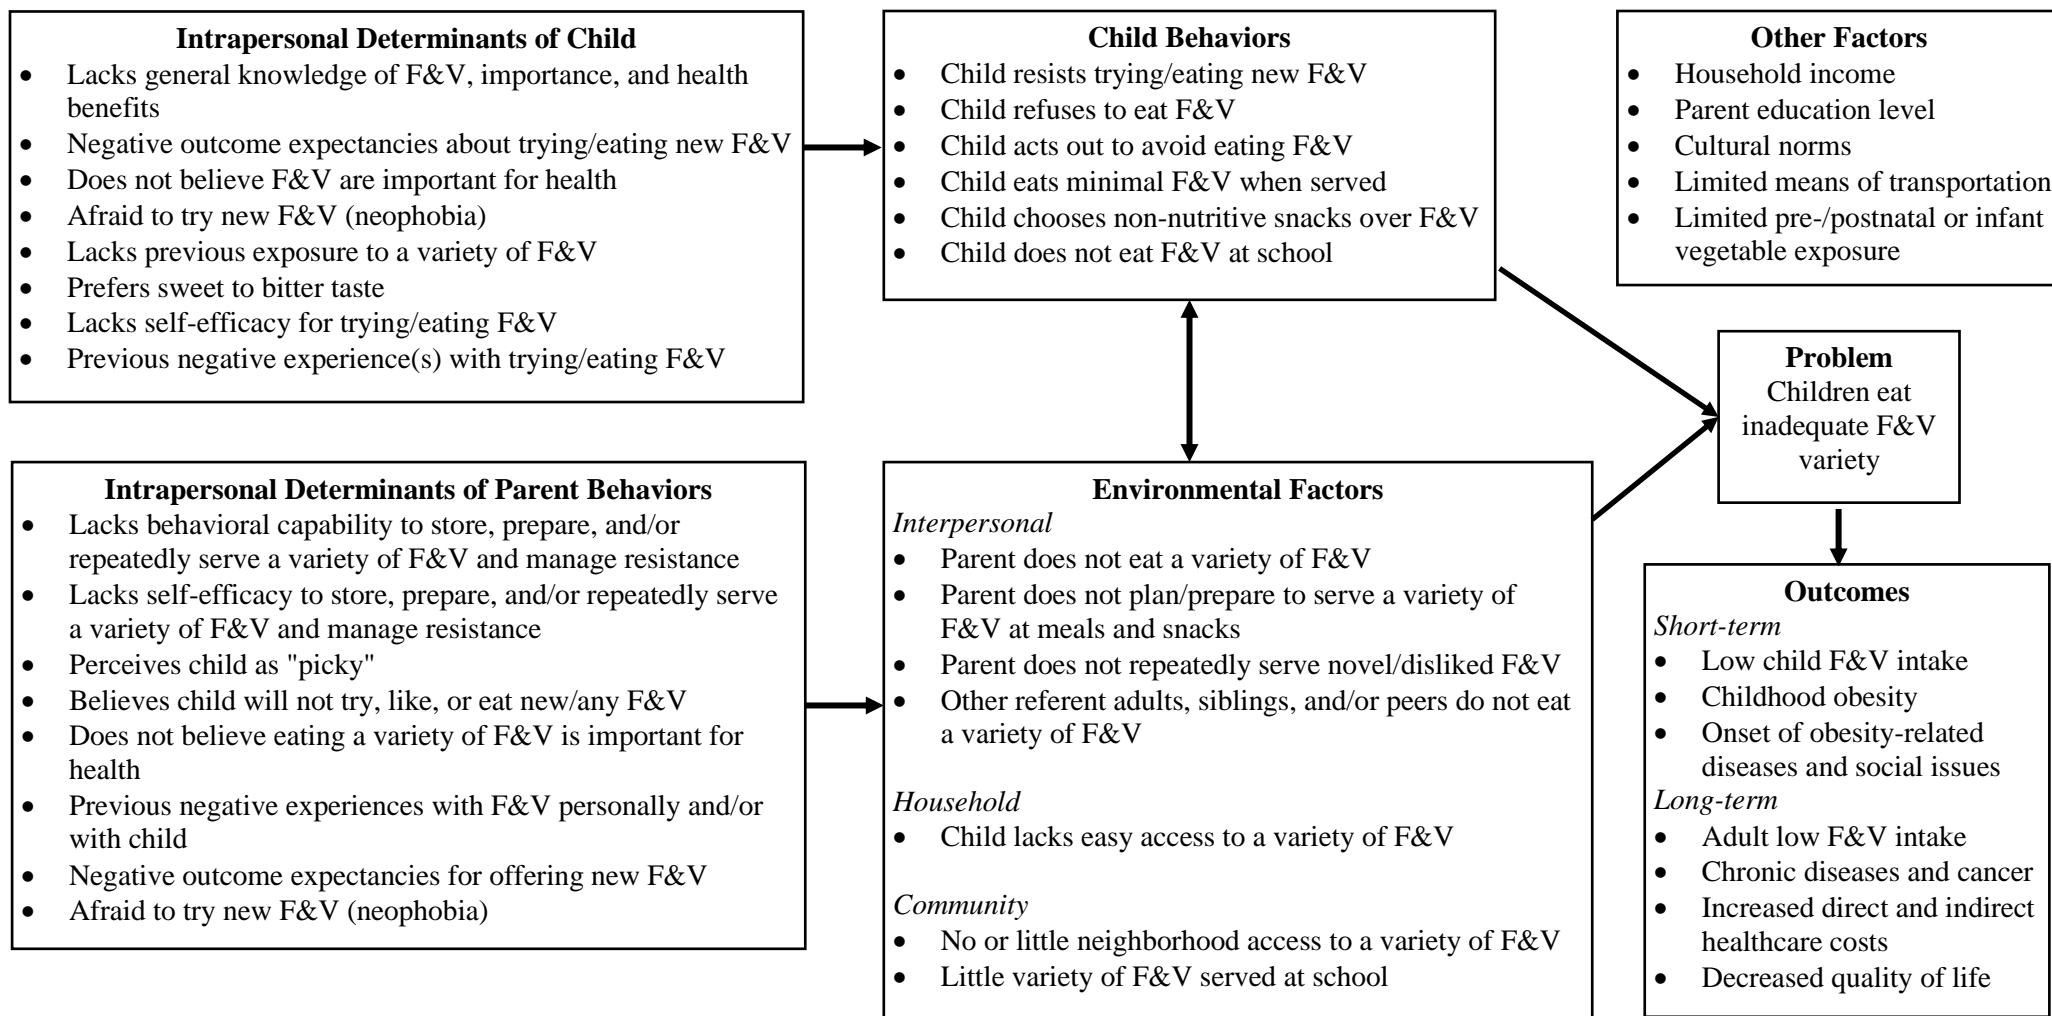 Intrapersonal Determinants of Child
• Lacks general knowledge of F&V, importance, and health
benefits
• Negative outcome expectancies about trying/eating new F&V
• Does not believe F&V are important for health
• Afraid to try new F&V (neophobia)
• Lacks previous exposure to a variety of F&V
• Prefers sweet to bitter taste
• Lacks self-efficacy for trying/eating F&V
• Previous negative experience(s) with trying/eating F&V
Child Behaviors
• Child resists trying/eating new F&V
• Child refuses to eat F&V
• Child acts out to avoid eating F&V
• Child eats minimal F&V when served
• Child chooses non-nutritive snacks over F&V
• Child does not eat F&V at school
Other Factors
• Household income
• Parent education level
• Cultural norms
• Limited means of transportation
• Limited pre-/postnatal or infant
vegetable exposure
Problem
Children eat
inadequate F&V
variety
Intrapersonal Determinants of Parent Behaviors
• Lacks behavioral capability to store, prepare, and/or
repeatedly serve a variety of F&V and manage resistance
• Lacks self-efficacy to store, prepare, and/or repeatedly serve
a variety of F&V and manage resistance
• Perceives child as "picky"
• Believes child will not try, like, or eat new/any F&V
• Does not believe eating a variety of F&V is important for
health
• Previous negative experiences with F&V personally and/or
with child
• Negative outcome expectancies for offering new F&V
• Afraid to try new F&V (neophobia)
Environmental Factors
Interpersonal
• Parent does not eat a variety of F&V
• Parent does not plan/prepare to serve a variety of
F&V at meals and snacks
• Parent does not repeatedly serve novel/disliked F&V
• Other referent adults, siblings, and/or peers do not eat
a variety of F&V
Household
• Child lacks easy access to a variety of F&V
Community
• No or little neighborhood access to a variety of F&V
• Little variety of F&V served at school
Outcomes
Short-term
• Low child F&V intake
• Childhood obesity
• Onset of obesity-related
diseases and social issues
Long-term
• Adult low F&V intake
• Chronic diseases and cancer
• Increased direct and indirect
healthcare costs
• Decreased quality of life